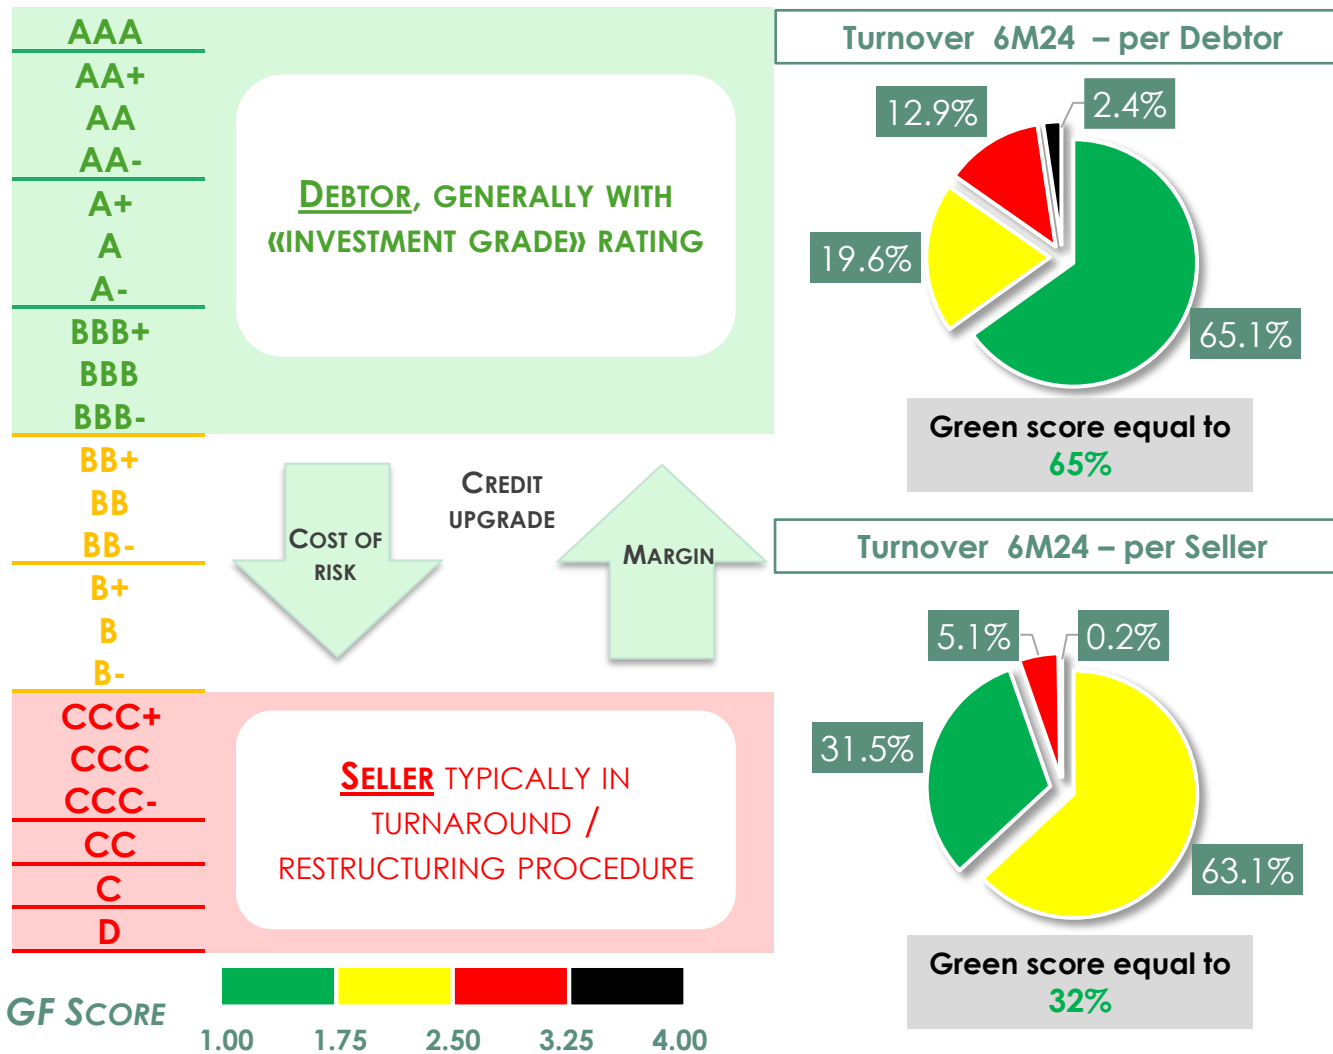 AAA
AA+
AA
AA-
A+
A
A-
BBB+
BBB
BBB-
BB+
BB
BB-
B+
B
B-
CCC+
CCC
CCC-
CC
C
D
DEBTOR, GENERALLY WITH
«INVESTMENT GRADE» RATING
COST OF
RISK
CREDIT
UPGRADE
MARGIN
SELLER TYPICALLY IN
TURNAROUND /
RESTRUCTURING PROCEDURE
GF SCORE
1.00 1.75 2.50 3.25 4.00
Turnover 6M24 – per Debtor
12.9%
2.4%
19.6%
65.1%
Green score equal to
65%
Turnover 6M24 – per Seller
5.1%
0.2%
31.5%
63.1%
Green score equal to
32%